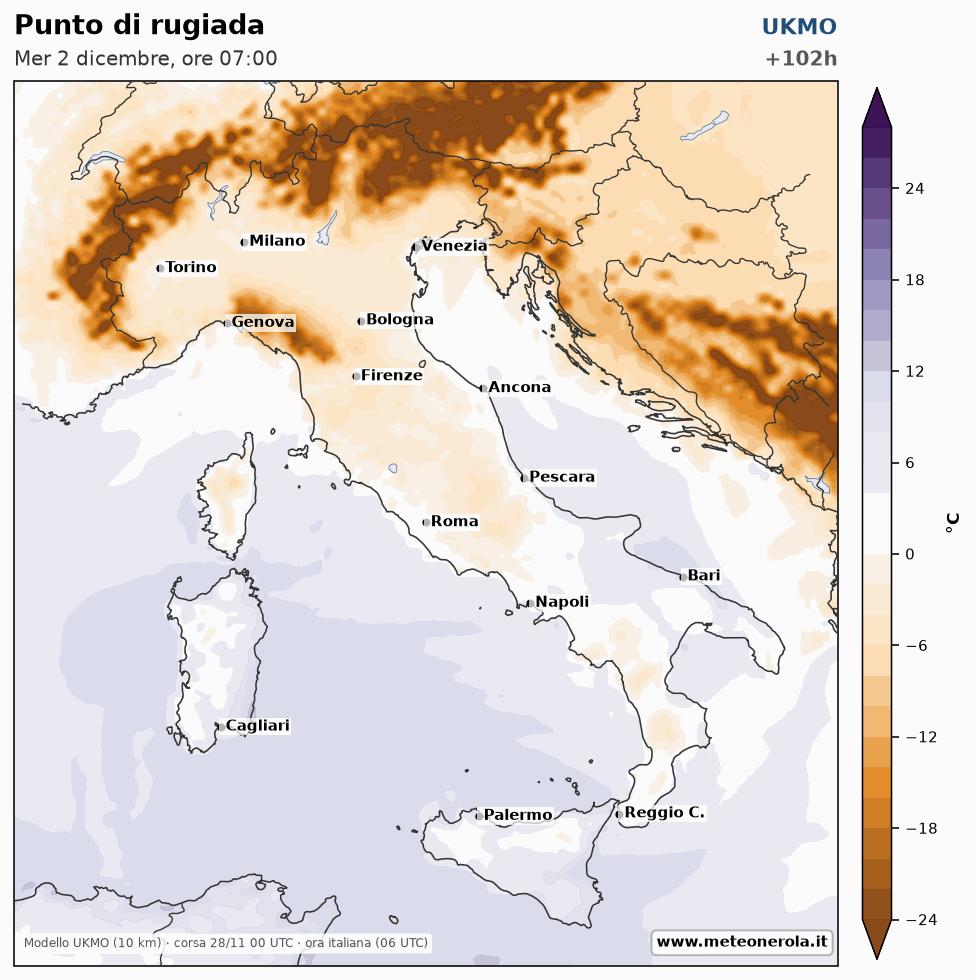 Punto di rugiada
UKMO
Mer 2 dicembre, ore 07:00
+102h
24
18
12
6
0
−6
−12
−18
−24
°C
Milano
Venezia
Torino
Genova
Bologna
Firenze
Ancona
Pescara
Roma
Bari
Napoli
Cagliari
Palermo
Reggio C.
Modello UKMO (10 km) · corsa 28/11 00 UTC · ora italiana (06 UTC)
www.meteonerola.it